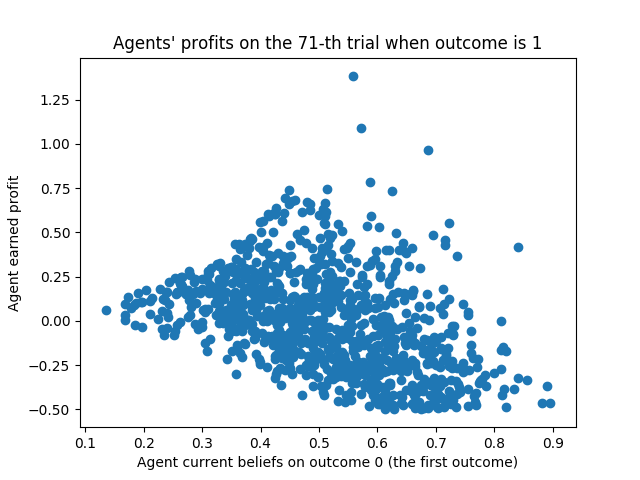 Agents' profits on the 71-th trial when outcome is 1
1.25
1.00
0.75
0.50
0.25
0.00
−0.25
−0.50
Agent earned profit
0.1 0.2 0.3 0.4 0.5 0.6 0.7 0.8 0.9
Agent current beliefs on outcome 0 (the first outcome)